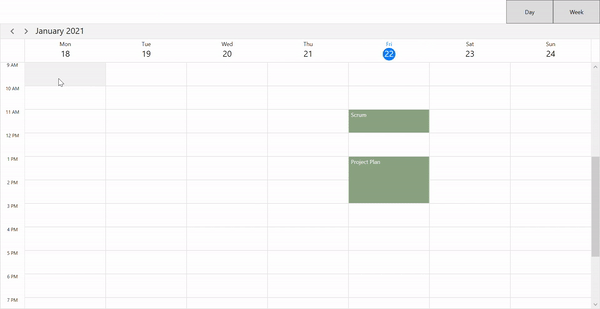 Day Week
January 2021
Mon Tue Wed Thu Fri Sat Sun
18 19 20 21 22 23 24
9 AM
10 AM
11 AM
Scrum
12 PM
1 PM
Project Plan
2 PM
3 PM
4 PM
5 PM
6 PM
7 PM